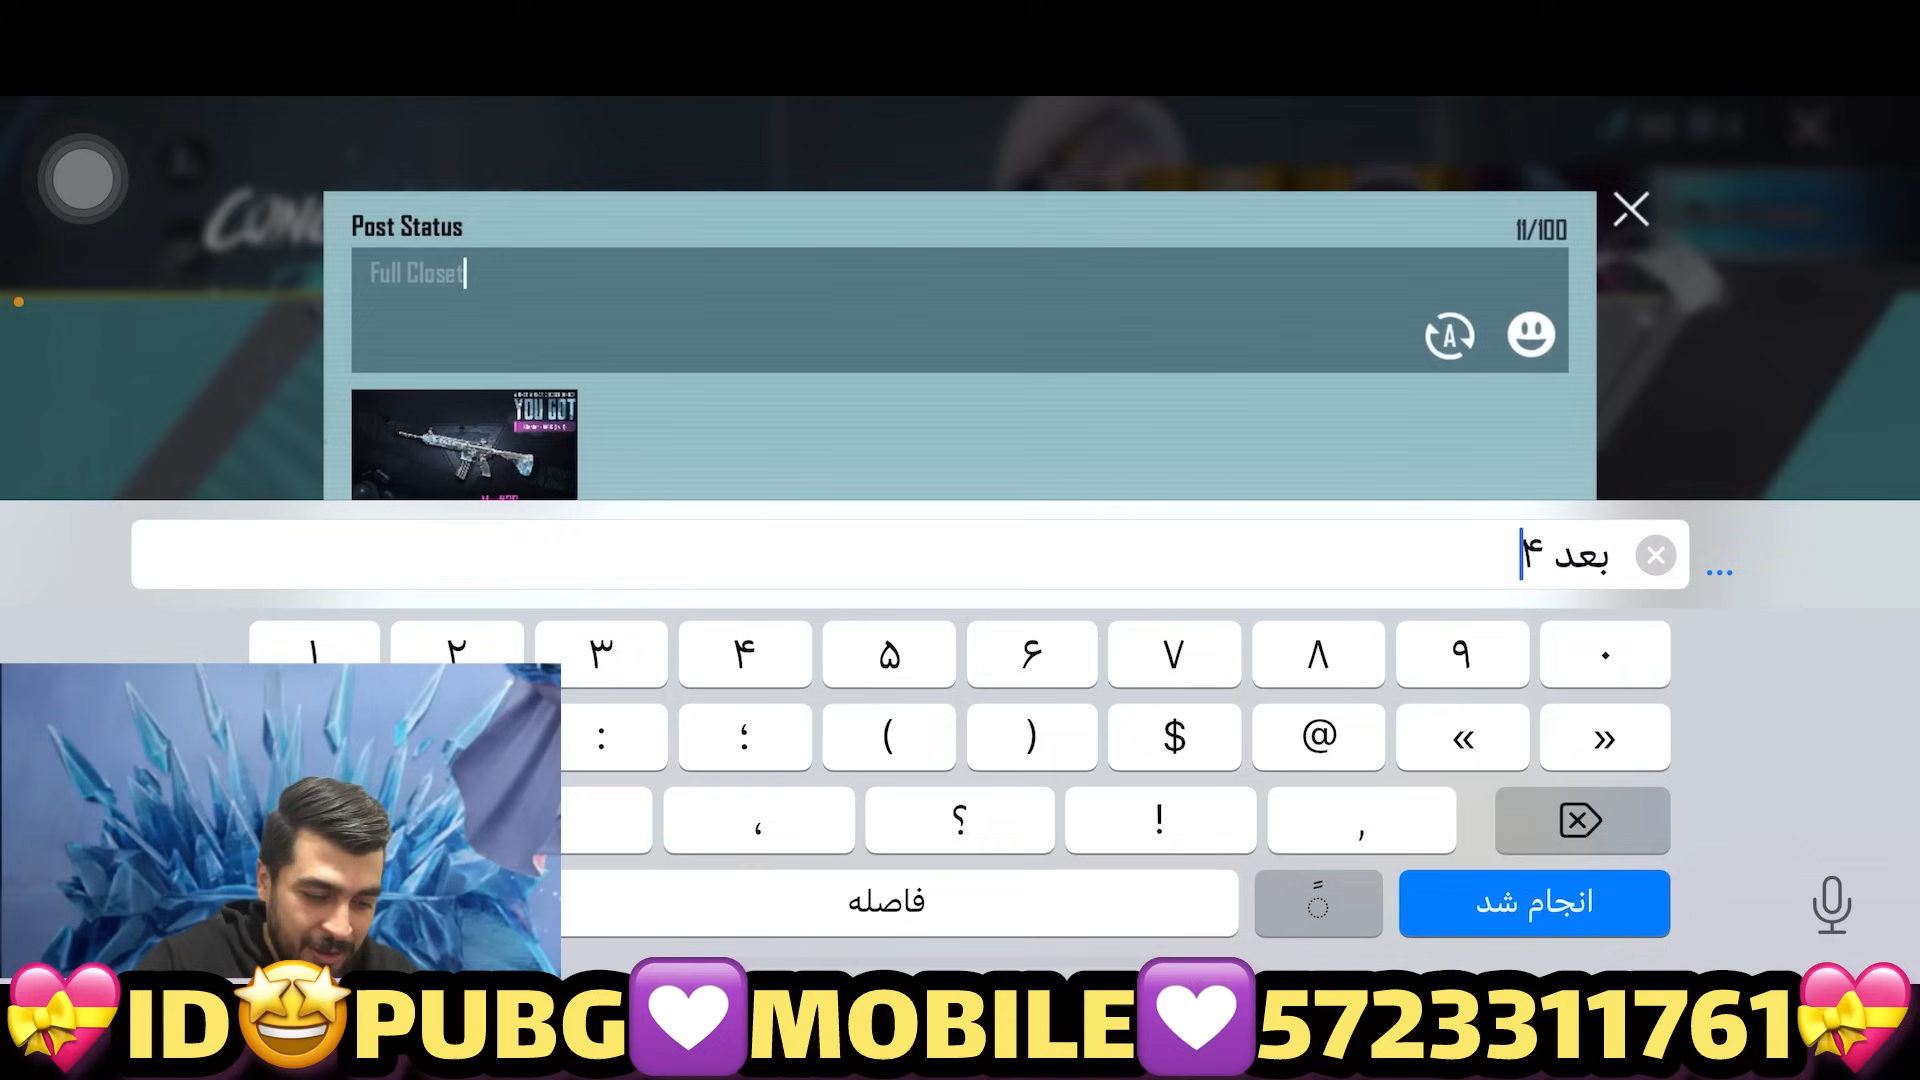 Post Status
11/100
Full Closet
A
YOU GOT
بعد ۴
...
۱ ۲ ۳ ۴ ۵ ۶ ۷ ۸ ۹ ۰
: ؛ ( ) $ @ « »
، ؟ ! ,
فاصله
انجام شد
ID🤩PUBG💜MOBILE💜5723311761